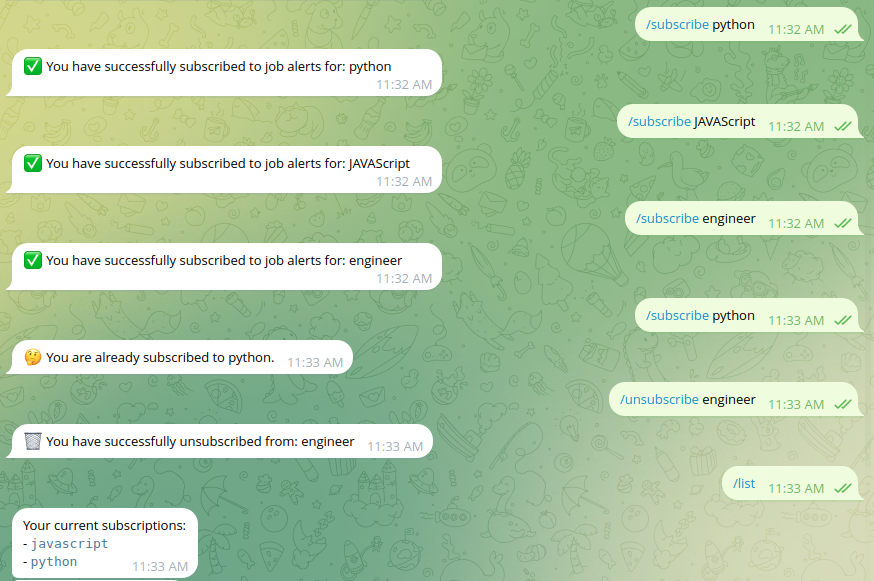 /subscribe python 11:32 AM
✅ You have successfully subscribed to job alerts for: python
11:32 AM
/subscribe JAVAScript 11:32 AM
✅ You have successfully subscribed to job alerts for: JAVAScript
11:32 AM
/subscribe engineer 11:32 AM
✅ You have successfully subscribed to job alerts for: engineer
11:32 AM
/subscribe python 11:33 AM
🤔 You are already subscribed to python. 11:33 AM
/unsubscribe engineer 11:33 AM
🗑️ You have successfully unsubscribed from: engineer 11:33 AM
/list 11:33 AM
Your current subscriptions:
- javascript
- python 11:33 AM